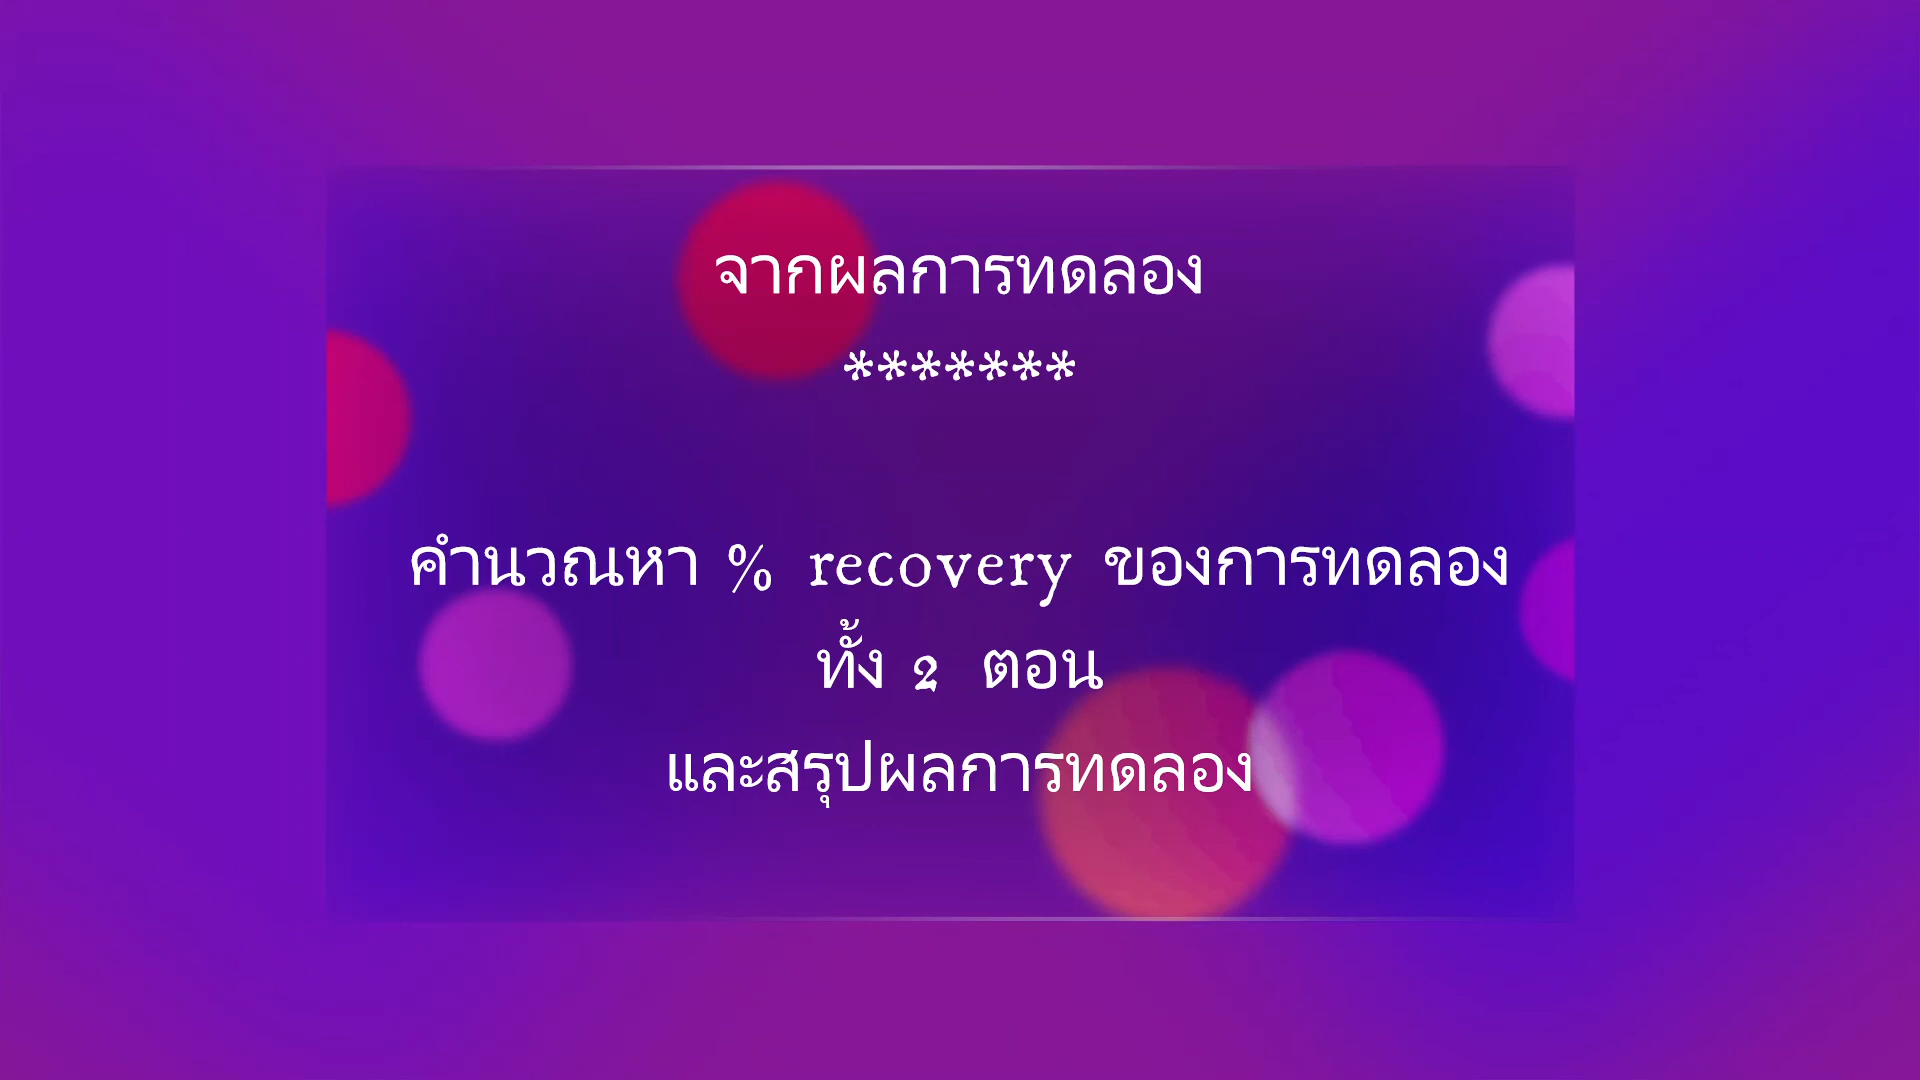 จากผลการทดลอง
*******
คำนวณหา % recovery ของการทดลอง
ทั้ง 2 ตอน
และสรุปผลการทดลอง